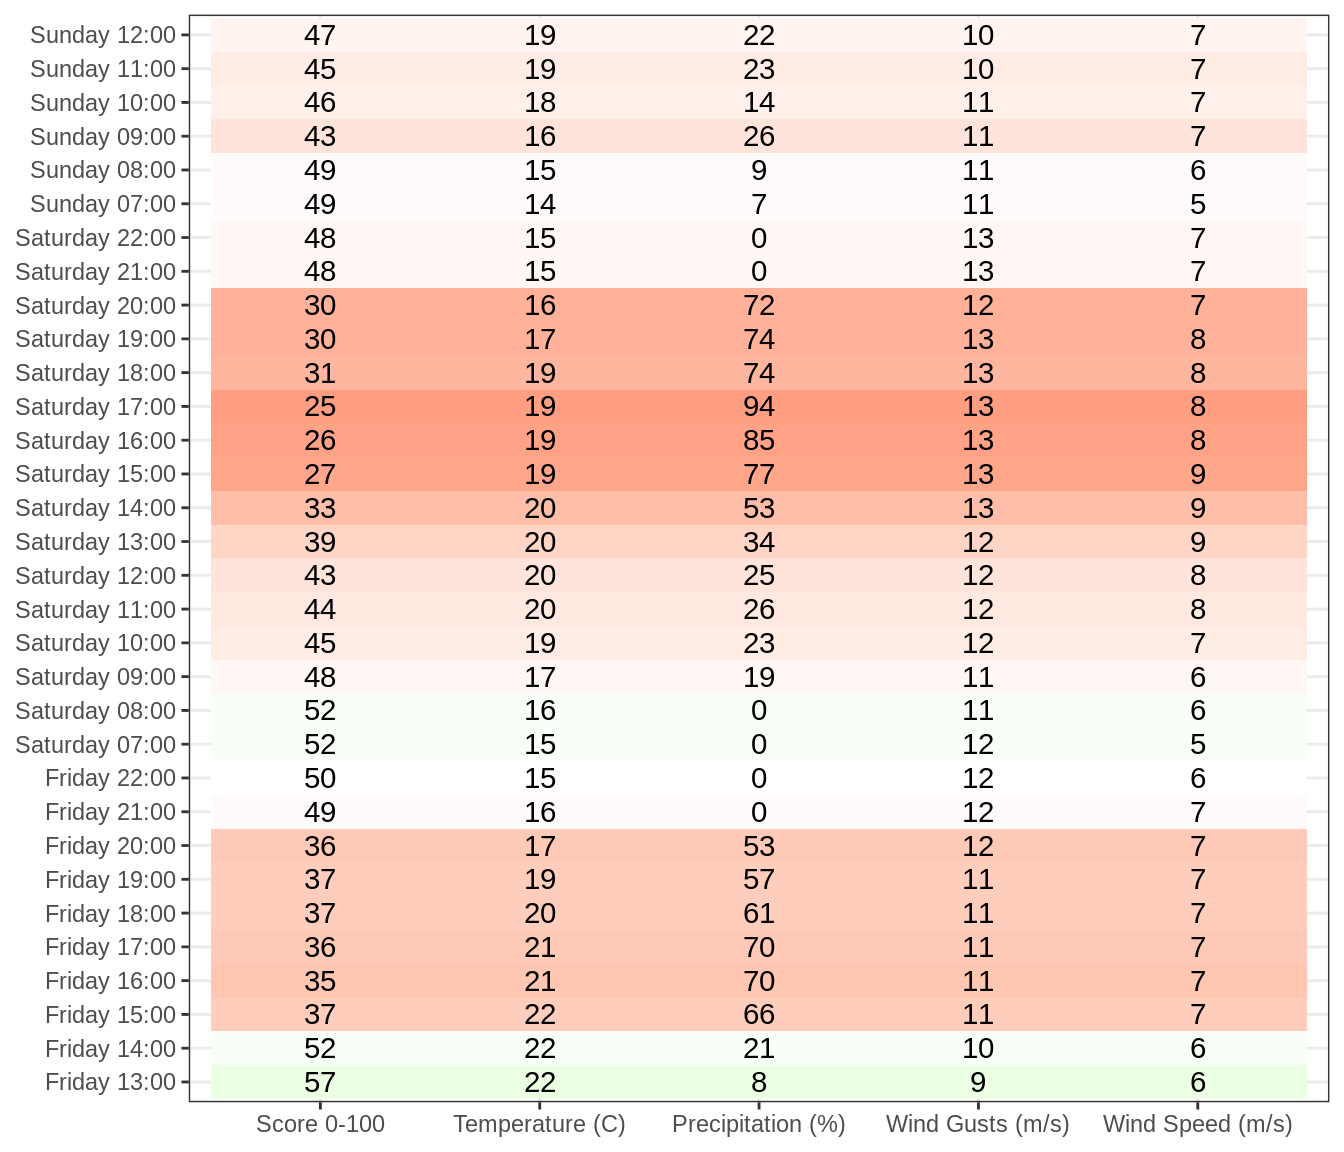 Sunday 12:00 47 19 22 10 7
Sunday 11:00 45 19 23 10 7
Sunday 10:00 46 18 14 11 7
Sunday 09:00 43 16 26 11 7
Sunday 08:00 49 15 9 11 6
Sunday 07:00 49 14 7 11 5
Saturday 22:00 48 15 0 13 7
Saturday 21:00 48 15 0 13 7
Saturday 20:00 30 16 72 12 7
Saturday 19:00 30 17 74 13 8
Saturday 18:00 31 19 74 13 8
Saturday 17:00 25 19 94 13 8
Saturday 16:00 26 19 85 13 8
Saturday 15:00 27 19 77 13 9
Saturday 14:00 33 20 53 13 9
Saturday 13:00 39 20 34 12 9
Saturday 12:00 43 20 25 12 8
Saturday 11:00 44 20 26 12 8
Saturday 10:00 45 19 23 12 7
Saturday 09:00 48 17 19 11 6
Saturday 08:00 52 16 0 11 6
Saturday 07:00 52 15 0 12 5
Friday 22:00 50 15 0 12 6
Friday 21:00 49 16 0 12 7
Friday 20:00 36 17 53 12 7
Friday 19:00 37 19 57 11 7
Friday 18:00 37 20 61 11 7
Friday 17:00 36 21 70 11 7
Friday 16:00 35 21 70 11 7
Friday 15:00 37 22 66 11 7
Friday 14:00 52 22 21 10 6
Friday 13:00 57 22 8 9 6
Score 0-100 Temperature (C) Precipitation (%) Wind Gusts (m/s) Wind Speed (m/s)